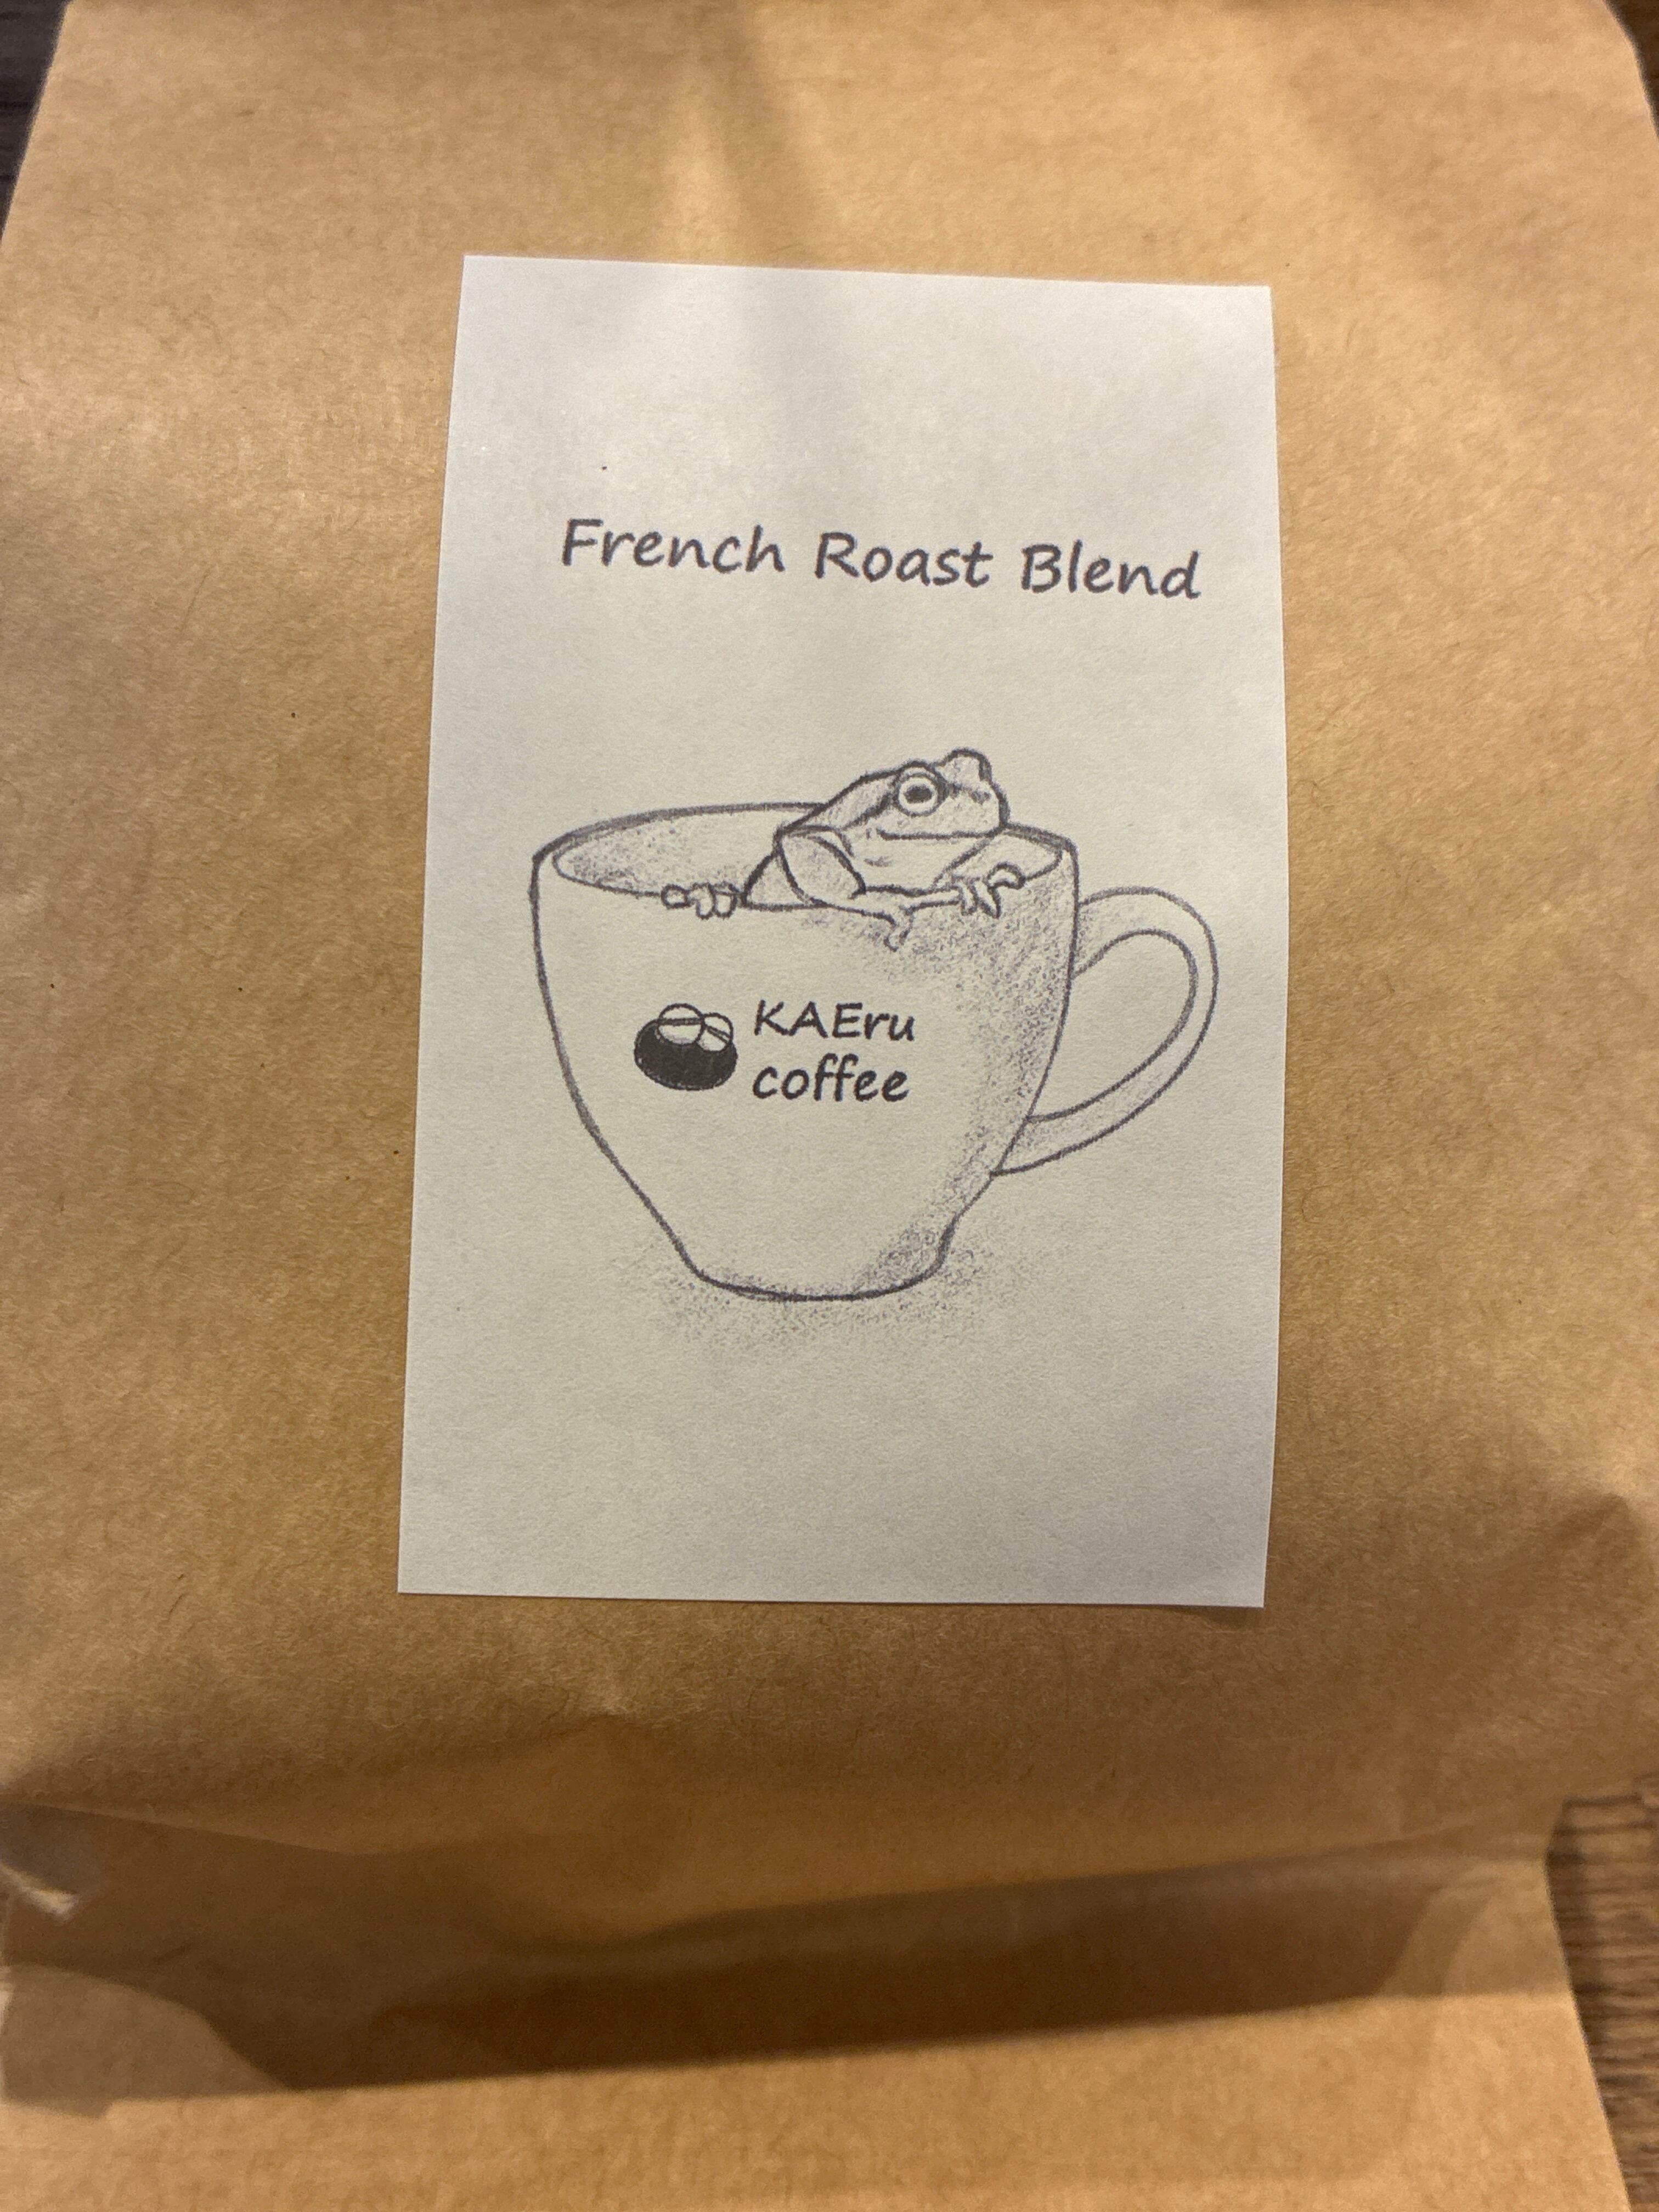 French Roast Blend
KAEru
coffee